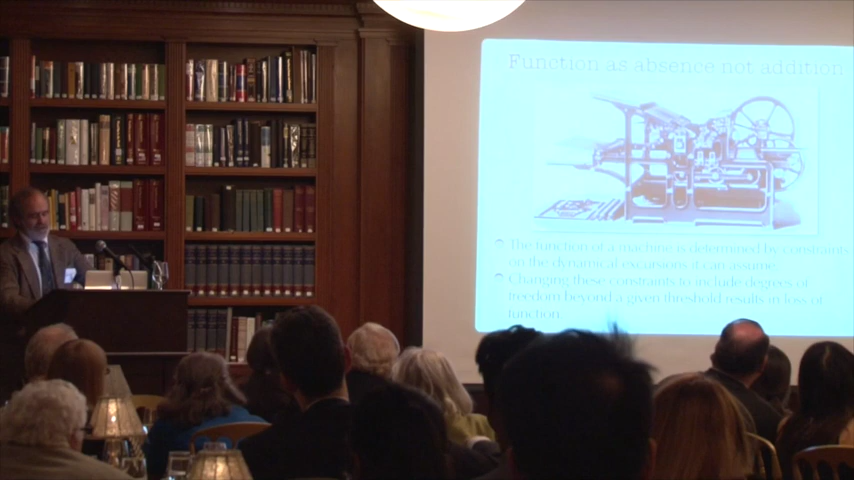 Function as absence not addition
The function of a machine is determined by constraints
on the dynamical excursions it can assume.
Changing these constraints to include degrees of
freedom beyond a given threshold results in loss of
function.